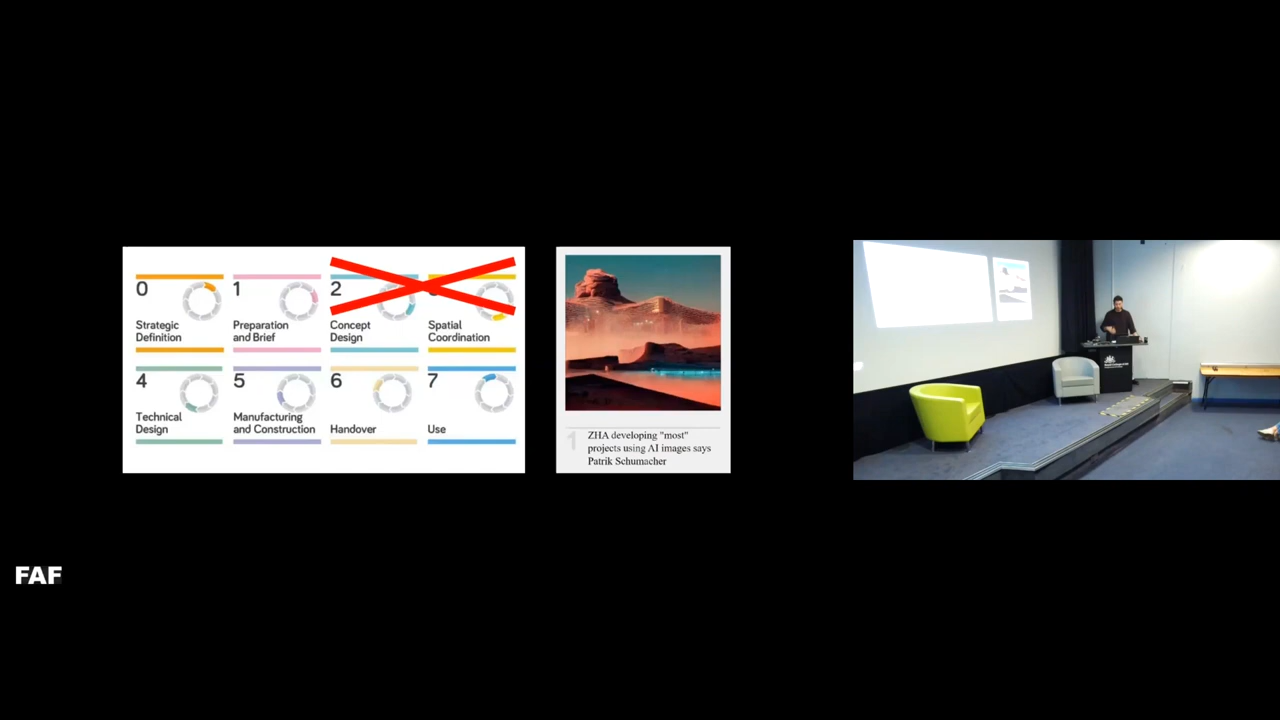 0
Strategic
Definition
1
Preparation
and Brief
2
Concept
Design
Spatial
Coordination
4
Technical
Design
5
Manufacturing
and Construction
6
Handover
7
Use
1
ZHA developing "most"
projects using AI images says
Patrik Schumacher
FAF